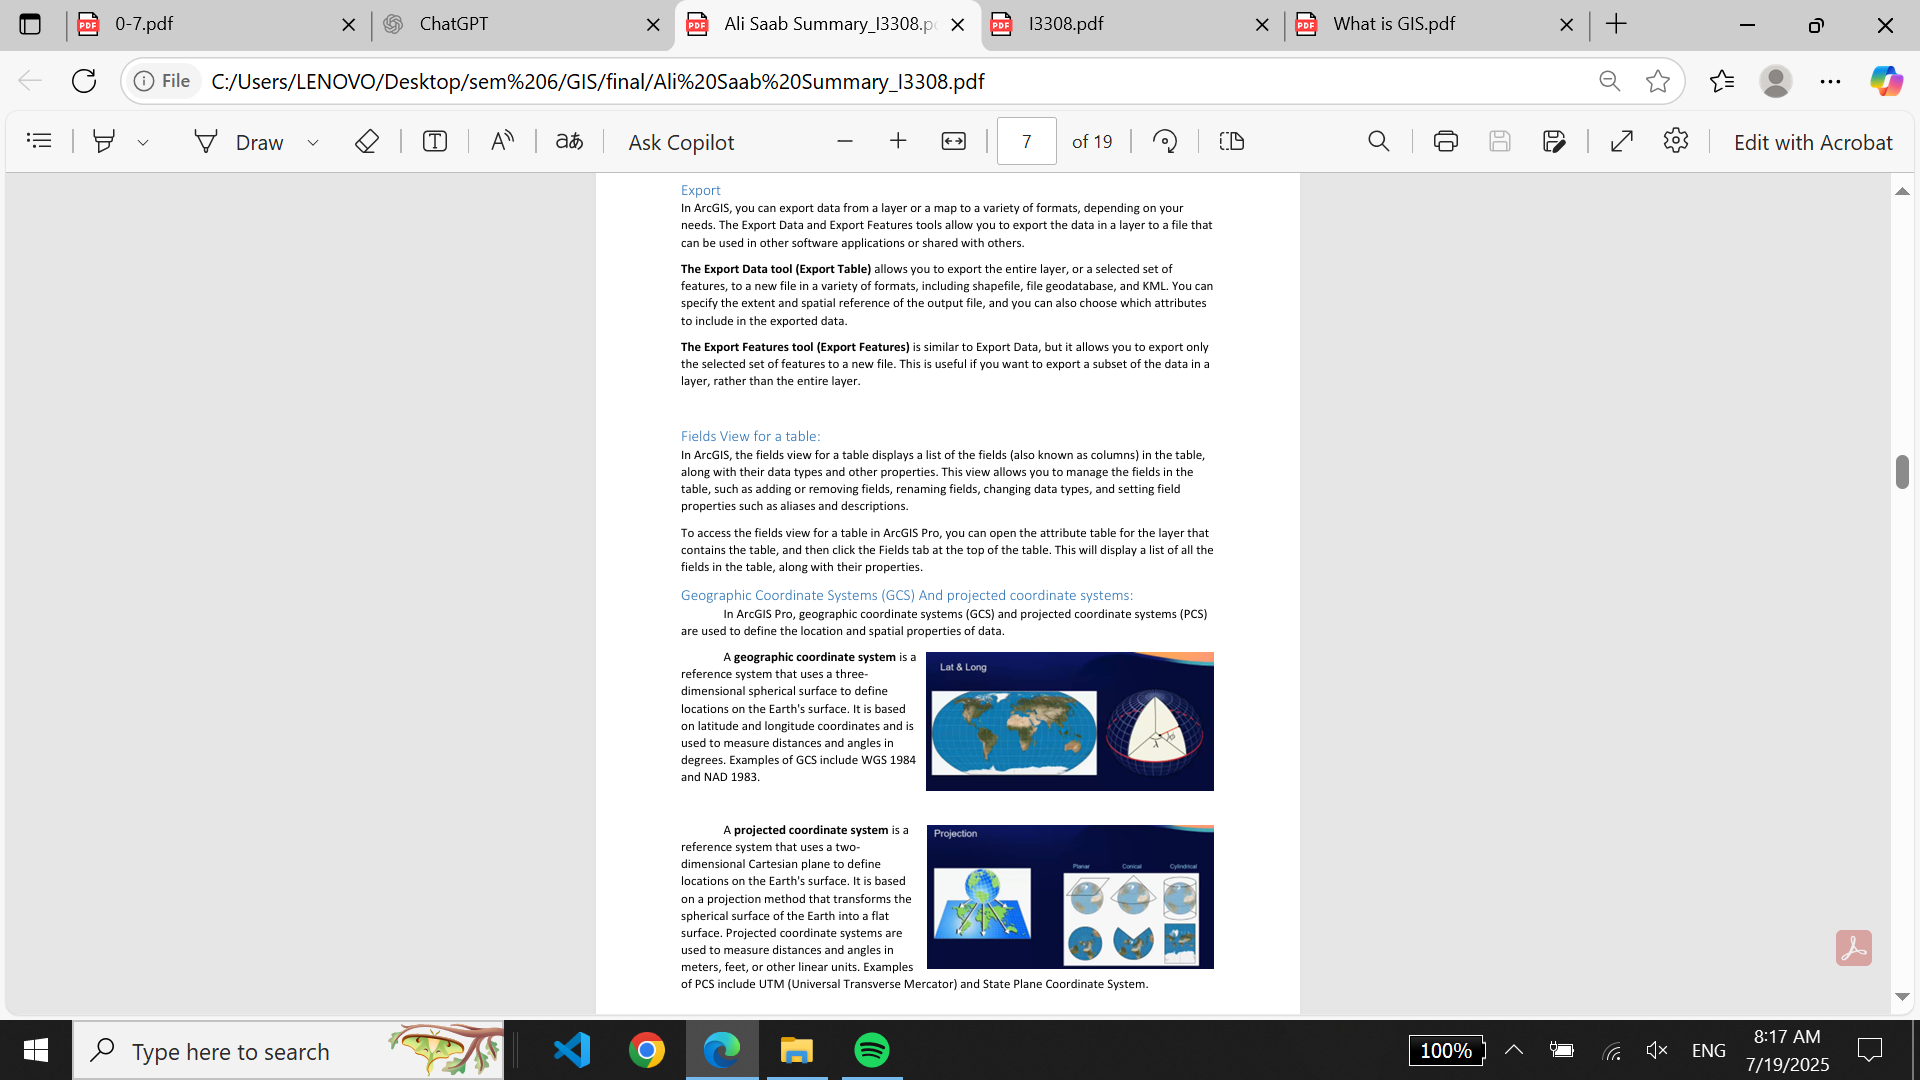 0-7.pdf
ChatGPT
Ali Saab Summary_I3308.p
I3308.pdf
What is GIS.pdf
File
C:/Users/LENOVO/Desktop/sem%206/GIS/final/Ali%20Saab%20Summary_I3308.pdf
Draw
Ask Copilot
7
of 19
Edit with Acrobat
Export
In ArcGIS, you can export data from a layer or a map to a variety of formats, depending on your
needs. The Export Data and Export Features tools allow you to export the data in a layer to a file that
can be used in other software applications or shared with others.
The Export Data tool (Export Table) allows you to export the entire layer, or a selected set of
features, to a new file in a variety of formats, including shapefile, file geodatabase, and KML. You can
specify the extent and spatial reference of the output file, and you can also choose which attributes
to include in the exported data.
The Export Features tool (Export Features) is similar to Export Data, but it allows you to export only
the selected set of features to a new file. This is useful if you want to export a subset of the data in a
layer, rather than the entire layer.
Fields View for a table:
In ArcGIS, the fields view for a table displays a list of the fields (also known as columns) in the table,
along with their data types and other properties. This view allows you to manage the fields in the
table, such as adding or removing fields, renaming fields, changing data types, and setting field
properties such as aliases and descriptions.
To access the fields view for a table in ArcGIS Pro, you can open the attribute table for the layer that
contains the table, and then click the Fields tab at the top of the table. This will display a list of all the
fields in the table, along with their properties.
Geographic Coordinate Systems (GCS) And projected coordinate systems:
In ArcGIS Pro, geographic coordinate systems (GCS) and projected coordinate systems (PCS)
are used to define the location and spatial properties of data.
A geographic coordinate system is a
reference system that uses a three-
dimensional spherical surface to define
locations on the Earth's surface. It is based
on latitude and longitude coordinates and is
used to measure distances and angles in
degrees. Examples of GCS include WGS 1984
and NAD 1983.
Lat & Long
λ
A projected coordinate system is a
reference system that uses a two-
dimensional Cartesian plane to define
locations on the Earth's surface. It is based
on a projection method that transforms the
spherical surface of the Earth into a flat
surface. Projected coordinate systems are
used to measure distances and angles in
meters, feet, or other linear units. Examples
of PCS include UTM (Universal Transverse Mercator) and State Plane Coordinate System.
Projection
Planar
Conical
Cylindrical
Type here to search
100%
ENG
8:17 AM
7/19/2025